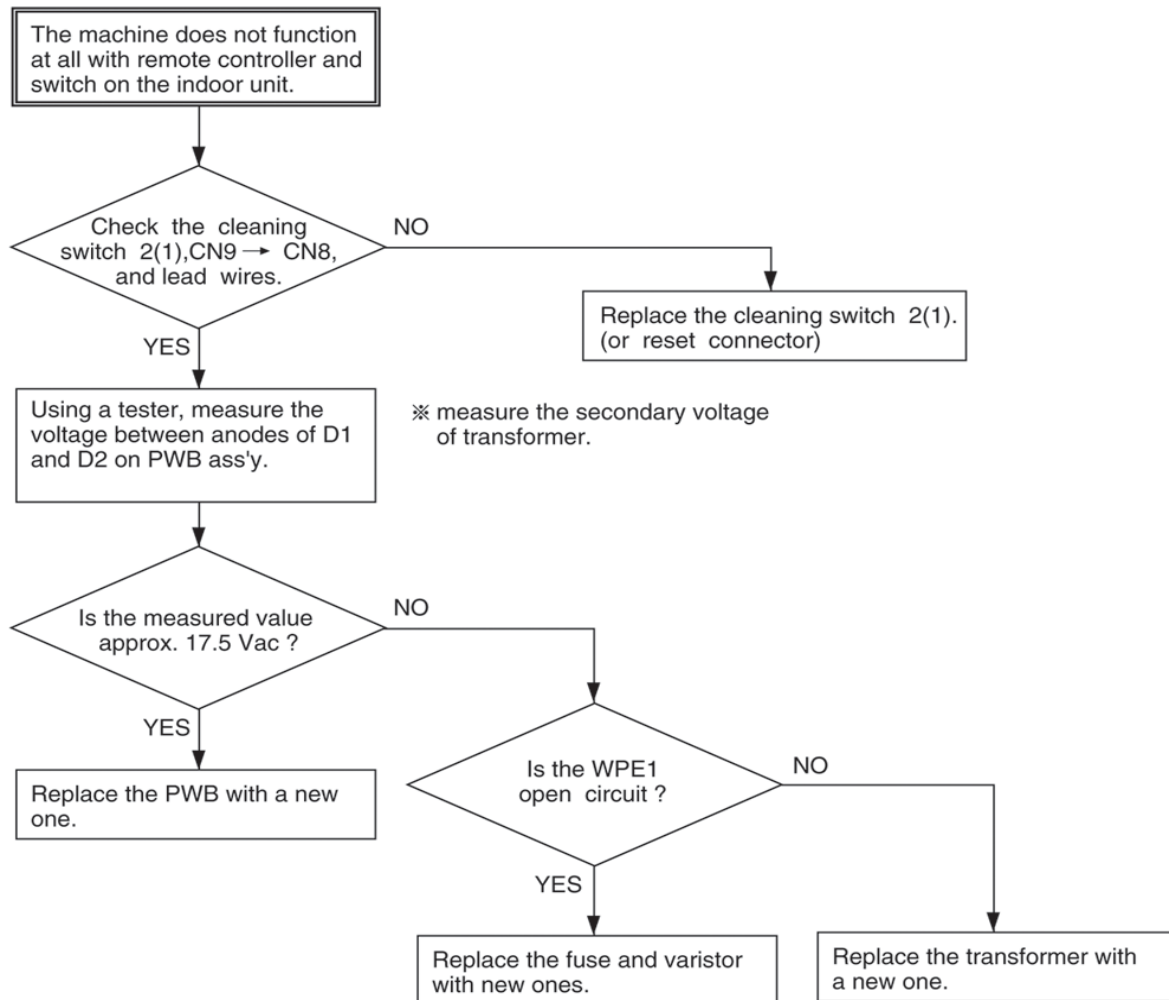 The machine does not function
at all with remote controller and
switch on the indoor unit.
Check the cleaning
switch 2(1),CN9 → CN8,
and lead wires.
NO
Replace the cleaning switch 2(1).
(or reset connector)
YES
Using a tester, measure the
voltage between anodes of D1
and D2 on PWB ass'y.
※ measure the secondary voltage
of transformer.
Is the measured value
approx. 17.5 Vac ?
NO
YES
Replace the PWB with a new
one.
Is the WPE1
open circuit ?
NO
YES
Replace the fuse and varistor
with new ones.
Replace the transformer with
a new one.